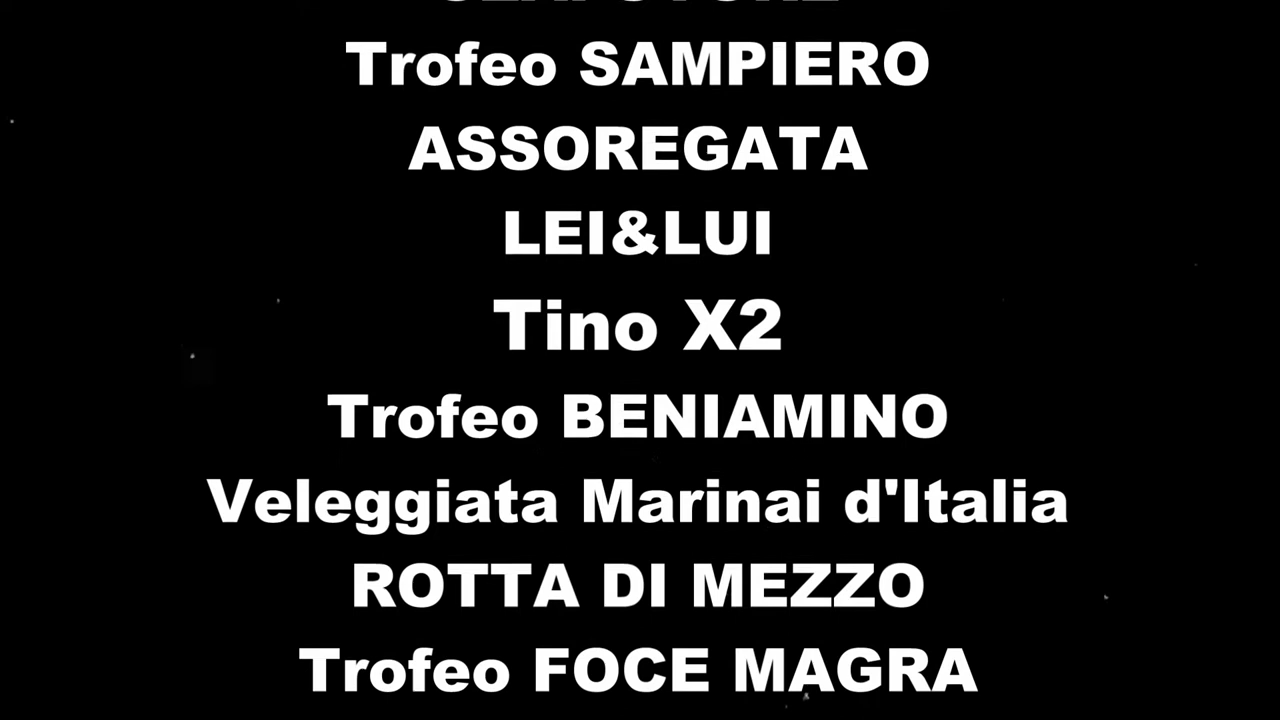 Trofeo SAMPIERO
ASSOREGATA
LEI&LUI
Tino X2
Trofeo BENIAMINO
Veleggiata Marinai d'Italia
ROTTA DI MEZZO
Trofeo FOCE MAGRA